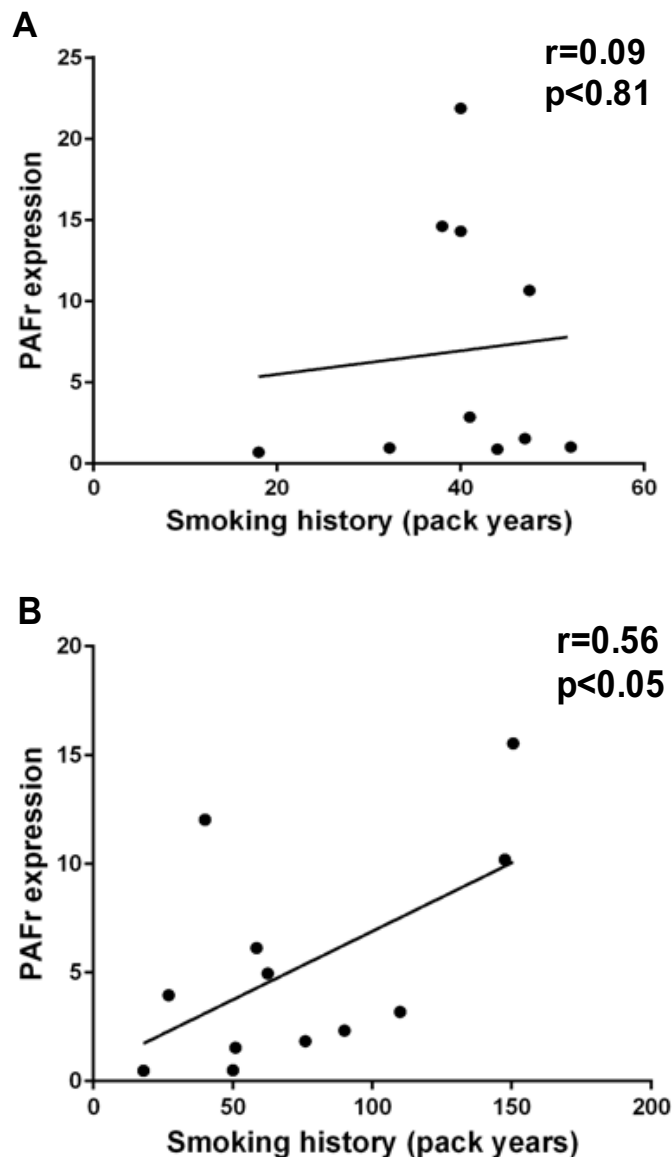 A
r=0.09
p<0.81
25
20
15
10
5
0
PAFr expression
0 20 40 60
Smoking history (pack years)
B
r=0.56
p<0.05
20
15
10
5
0
PAFr expression
0 50 100 150 200
Smoking history (pack years)